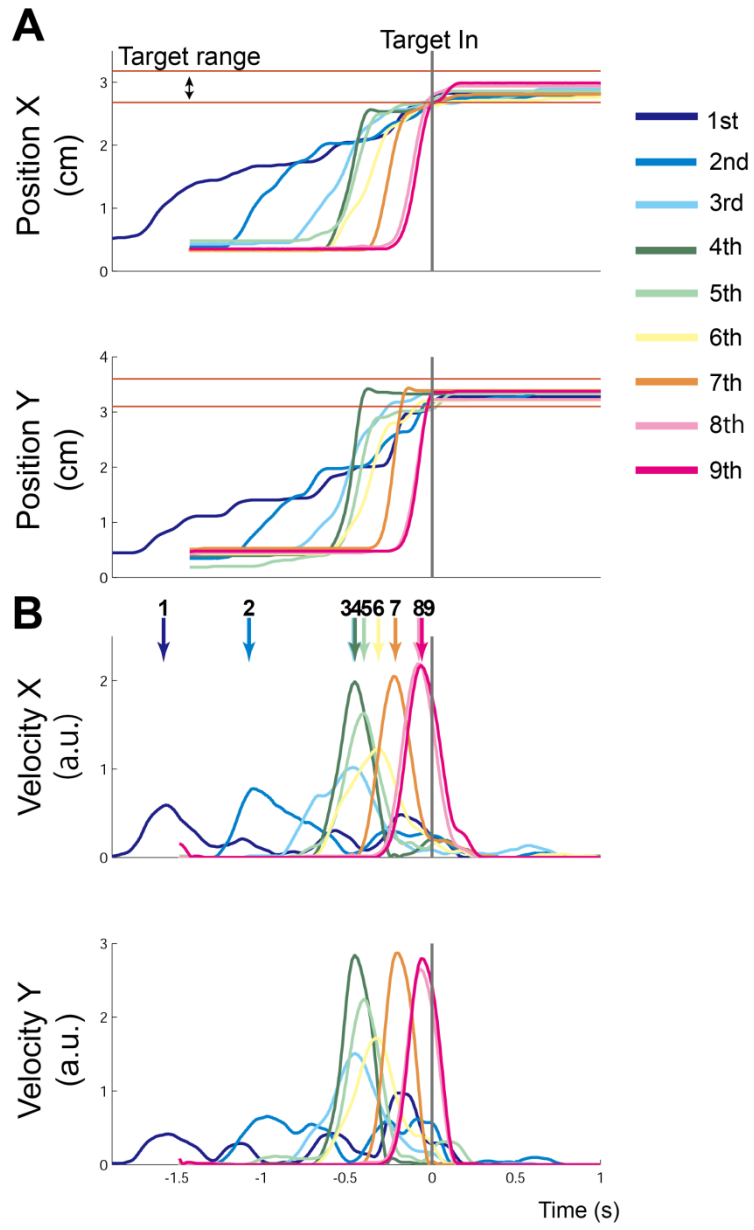 A
Target In
Target range
Position X
(cm)
3
2
1
0
1st
2nd
3rd
4th
5th
6th
7th
8th
9th
Position Y
(cm)
4
3
2
1
0
B
1 2 3456 7 89
Velocity X
(a.u.)
2
1
0
Velocity Y
(a.u.)
3
2
1
0
-1.5 -1 -0.5 0 0.5 1
Time (s)